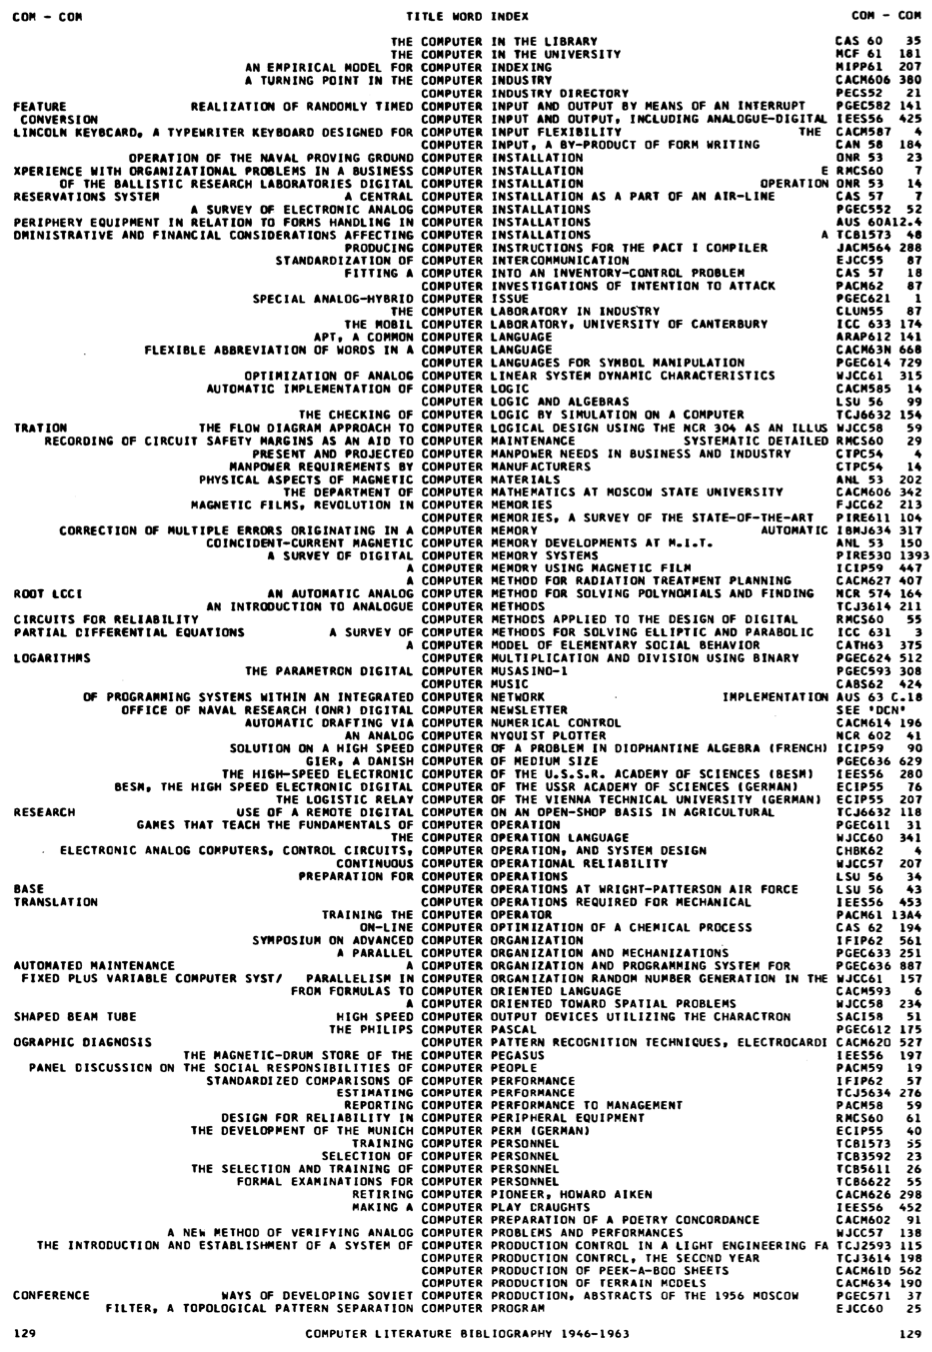 COM - COM TITLE WORD INDEX COM - COM
THE COMPUTER IN THE LIBRARY CAS 60 35
THE COMPUTER IN THE UNIVERSITY MCF 61 181
AN EMPIRICAL MODEL FOR COMPUTER INDEXING MIPP61 207
A TURNING POINT IN THE COMPUTER INDUSTRY CACM606 380
COMPUTER INDUSTRY DIRECTORY PECS52 21
FEATURE REALIZATION OF RANDOMLY TIMED COMPUTER INPUT AND OUTPUT BY MEANS OF AN INTERRUPT PGEC582 141
CONVERSION COMPUTER INPUT AND OUTPUT, INCLUDING ANALOGUE-DIGITAL IEES56 425
LINCOLN KEYBCARD, A TYPEWRITER KEYBOARD DESIGNED FOR COMPUTER INPUT FLEXIBILITY THE CACM587 4
COMPUTER INPUT, A BY-PRODUCT OF FORM WRITING CAN 58 184
OPERATION OF THE NAVAL PROVING GROUND COMPUTER INSTALLATION ONR 53 23
XPERIENCE WITH ORGANIZATIONAL PROBLEMS IN A BUSINESS COMPUTER INSTALLATION E RMCS60 7
OF THE BALLISTIC RESEARCH LABORATORIES DIGITAL COMPUTER INSTALLATION OPERATION ONR 53 14
RESERVATIONS SYSTEM A CENTRAL COMPUTER INSTALLATION AS A PART OF AN AIR-LINE CAS 57 7
A SURVEY OF ELECTRONIC ANALOG COMPUTER INSTALLATIONS PGEC552 52
PERIPHERY EQUIPMENT IN RELATION TO FORMS HANDLING IN COMPUTER INSTALLATIONS AUS 60A12.4
DMINISTRATIVE AND FINANCIAL CONSIDERATIONS AFFECTING COMPUTER INSTALLATIONS A TCB1573 48
PRODUCING COMPUTER INSTRUCTIONS FOR THE PACT I COMPILER JACM564 288
STANDARDIZATION OF COMPUTER INTERCOMMUNICATION EJCC55 87
FITTING A COMPUTER INTO AN INVENTORY-CONTROL PROBLEM CAS 57 18
COMPUTER INVESTIGATIONS OF INTENTION TO ATTACK PACM62 87
SPECIAL ANALOG-HYBRID COMPUTER ISSUE PGEC621 1
THE COMPUTER LABORATORY IN INDUSTRY CLUN55 87
THE MOBIL COMPUTER LABORATORY, UNIVERSITY OF CANTERBURY ICC 633 174
APT, A COMMON COMPUTER LANGUAGE ARAP612 141
FLEXIBLE ABBREVIATION OF WORDS IN A COMPUTER LANGUAGE CACM63N 668
COMPUTER LANGUAGES FOR SYMBOL MANIPULATION PGEC614 729
OPTIMIZATION OF ANALOG COMPUTER LINEAR SYSTEM DYNAMIC CHARACTERISTICS WJCC61 315
AUTOMATIC IMPLEMENTATION OF COMPUTER LOGIC CACM585 14
COMPUTER LOGIC AND ALGEBRAS LSU 56 99
THE CHECKING OF COMPUTER LOGIC BY SIMULATION ON A COMPUTER TCJ6632 154
TRATION THE FLOW DIAGRAM APPROACH TO COMPUTER LOGICAL DESIGN USING THE NCR 304 AS AN ILLUS WJCC58 59
RECORDING OF CIRCUIT SAFETY MARGINS AS AN AID TO COMPUTER MAINTENANCE SYSTEMATIC DETAILED RMCS60 29
PRESENT AND PROJECTED COMPUTER MANPOWER NEEDS IN BUSINESS AND INDUSTRY CTPC54 4
MANPOWER REQUIREMENTS BY COMPUTER MANUFACTURERS CTPC54 14
PHYSICAL ASPECTS OF MAGNETIC COMPUTER MATERIALS ANL 53 202
THE DEPARTMENT OF COMPUTER MATHEMATICS AT MOSCOW STATE UNIVERSITY CACM606 342
MAGNETIC FILMS, REVOLUTION IN COMPUTER MEMORIES FJCC62 213
COMPUTER MEMORIES, A SURVEY OF THE STATE-OF-THE-ART PIRE611 104
CORRECTION OF MULTIPLE ERRORS ORIGINATING IN A COMPUTER MEMORY AUTOMATIC IBMJ634 317
COINCIDENT-CURRENT MAGNETIC COMPUTER MEMORY DEVELOPMENTS AT M.I.T. ANL 53 150
A SURVEY OF DIGITAL COMPUTER MEMORY SYSTEMS PIRE530 1393
A COMPUTER MEMORY USING MAGNETIC FILM ICIP59 447
A COMPUTER METHOD FOR RADIATION TREATMENT PLANNING CACM627 407
ROOT LCCI AN AUTOMATIC ANALOG COMPUTER METHOD FOR SOLVING POLYNOMIALS AND FINDING NCR 574 164
AN INTRODUCTION TO ANALOGUE COMPUTER METHODS TCJ3614 211
CIRCUITS FOR RELIABILITY COMPUTER METHODS APPLIED TO THE DESIGN OF DIGITAL RMCS60 55
PARTIAL DIFFERENTIAL EQUATIONS A SURVEY OF COMPUTER METHODS FOR SOLVING ELLIPTIC AND PARABOLIC ICC 631 3
A COMPUTER MODEL OF ELEMENTARY SOCIAL BEHAVIOR CATH63 375
LOGARITHMS COMPUTER MULTIPLICATION AND DIVISION USING BINARY PGEC624 512
THE PARAMETRON DIGITAL COMPUTER MUSASINO-1 PGEC593 308
COMPUTER MUSIC CABS62 424
OF PROGRAMMING SYSTEMS WITHIN AN INTEGRATED COMPUTER NETWORK IMPLEMENTATION AUS 63 C.18
OFFICE OF NAVAL RESEARCH (ONR) DIGITAL COMPUTER NEWSLETTER SEE 'DCN'
AUTOMATIC DRAFTING VIA COMPUTER NUMERICAL CONTROL CACM614 196
AN ANALOG COMPUTER NYQUIST PLOTTER NCR 602 41
SOLUTION ON A HIGH SPEED COMPUTER OF A PROBLEM IN DIOPHANTINE ALGEBRA (FRENCH) ICIP59 90
GIER, A DANISH COMPUTER OF MEDIUM SIZE PGEC636 629
THE HIGH-SPEED ELECTRONIC COMPUTER OF THE U.S.S.R. ACADEMY OF SCIENCES (BESM) IEES56 280
BESM, THE HIGH SPEED ELECTRONIC DIGITAL COMPUTER OF THE USSR ACADEMY OF SCIENCES (GERMAN) ECIP55 76
THE LOGISTIC RELAY COMPUTER OF THE VIENNA TECHNICAL UNIVERSITY (GERMAN) ECIP55 207
RESEARCH USE OF A REMOTE DIGITAL COMPUTER ON AN OPEN-SHOP BASIS IN AGRICULTURAL TCJ6632 118
GAMES THAT TEACH THE FUNDAMENTALS OF COMPUTER OPERATION PGEC611 31
THE COMPUTER OPERATION LANGUAGE WJCC60 341
ELECTRONIC ANALOG COMPUTERS, CONTROL CIRCUITS, COMPUTER OPERATION, AND SYSTEM DESIGN CHBK62 4
CONTINUOUS COMPUTER OPERATIONAL RELIABILITY WJCC57 207
PREPARATION FOR COMPUTER OPERATIONS LSU 56 34
BASE COMPUTER OPERATIONS AT WRIGHT-PATTERSON AIR FORCE LSU 56 43
TRANSLATION COMPUTER OPERATIONS REQUIRED FOR MECHANICAL IEES56 453
TRAINING THE COMPUTER OPERATOR PACM61 13A4
ON-LINE COMPUTER OPTIMIZATION OF A CHEMICAL PROCESS CAS 62 194
SYMPOSIUM ON ADVANCED COMPUTER ORGANIZATION IFIP62 561
A PARALLEL COMPUTER ORGANIZATION AND MECHANIZATIONS PGEC633 251
AUTOMATED MAINTENANCE A COMPUTER ORGANIZATION AND PROGRAMMING SYSTEM FOR PGEC636 887
FIXED PLUS VARIABLE COMPUTER SYST/ PARALLELISM IN COMPUTER ORGANIZATION RANDOM NUMBER GENERATION IN THE WJCC61 157
FROM FORMULAS TO COMPUTER ORIENTED LANGUAGE CACM593 6
A COMPUTER ORIENTED TOWARD SPATIAL PROBLEMS WJCC58 234
SHAPED BEAM TUBE HIGH SPEED COMPUTER OUTPUT DEVICES UTILIZING THE CHARACTRON SACI58 51
THE PHILIPS COMPUTER PASCAL PGEC612 175
OGRAPHIC DIAGNOSIS COMPUTER PATTERN RECOGNITION TECHNIQUES, ELECTROCARDI CACM62O 527
THE MAGNETIC-DRUM STORE OF THE COMPUTER PEGASUS IEES56 197
PANEL DISCUSSION ON THE SOCIAL RESPONSIBILITIES OF COMPUTER PEOPLE PACM59 19
STANDARDIZED COMPARISONS OF COMPUTER PERFORMANCE IFIP62 57
ESTIMATING COMPUTER PERFORMANCE TCJ5634 276
REPORTING COMPUTER PERFORMANCE TO MANAGEMENT PACM58 59
DESIGN FOR RELIABILITY IN COMPUTER PERIPHERAL EQUIPMENT RMCS60 61
THE DEVELOPMENT OF THE MUNICH COMPUTER PERM (GERMAN) ECIP55 40
TRAINING COMPUTER PERSONNEL TCB1573 55
SELECTION OF COMPUTER PERSONNEL TCB3592 23
THE SELECTION AND TRAINING OF COMPUTER PERSONNEL TCB5611 26
FORMAL EXAMINATIONS FOR COMPUTER PERSONNEL TCB6622 55
RETIRING COMPUTER PIONEER, HOWARD AIKEN CACM626 298
MAKING A COMPUTER PLAY DRAUGHTS IEES56 452
COMPUTER PREPARATION OF A POETRY CONCORDANCE CACM602 91
A NEW METHOD OF VERIFYING ANALOG COMPUTER PROBLEMS AND PERFORMANCES WJCC57 138
THE INTRODUCTION AND ESTABLISHMENT OF A SYSTEM OF COMPUTER PRODUCTION CONTROL IN A LIGHT ENGINEERING FA TCJ2593 115
COMPUTER PRODUCTION CONTRCL, THE SECOND YEAR TCJ3614 198
COMPUTER PRODUCTION OF PEEK-A-BOO SHEETS CACM61D 562
COMPUTER PRODUCTION OF TERRAIN MODELS CACM634 190
CONFERENCE WAYS OF DEVELOPING SOVIET COMPUTER PRODUCTION, ABSTRACTS OF THE 1956 MOSCOW PGEC571 37
FILTER, A TOPOLOGICAL PATTERN SEPARATION COMPUTER PROGRAM EJCC60 25
129 COMPUTER LITERATURE BIBLIOGRAPHY 1946-1963 129